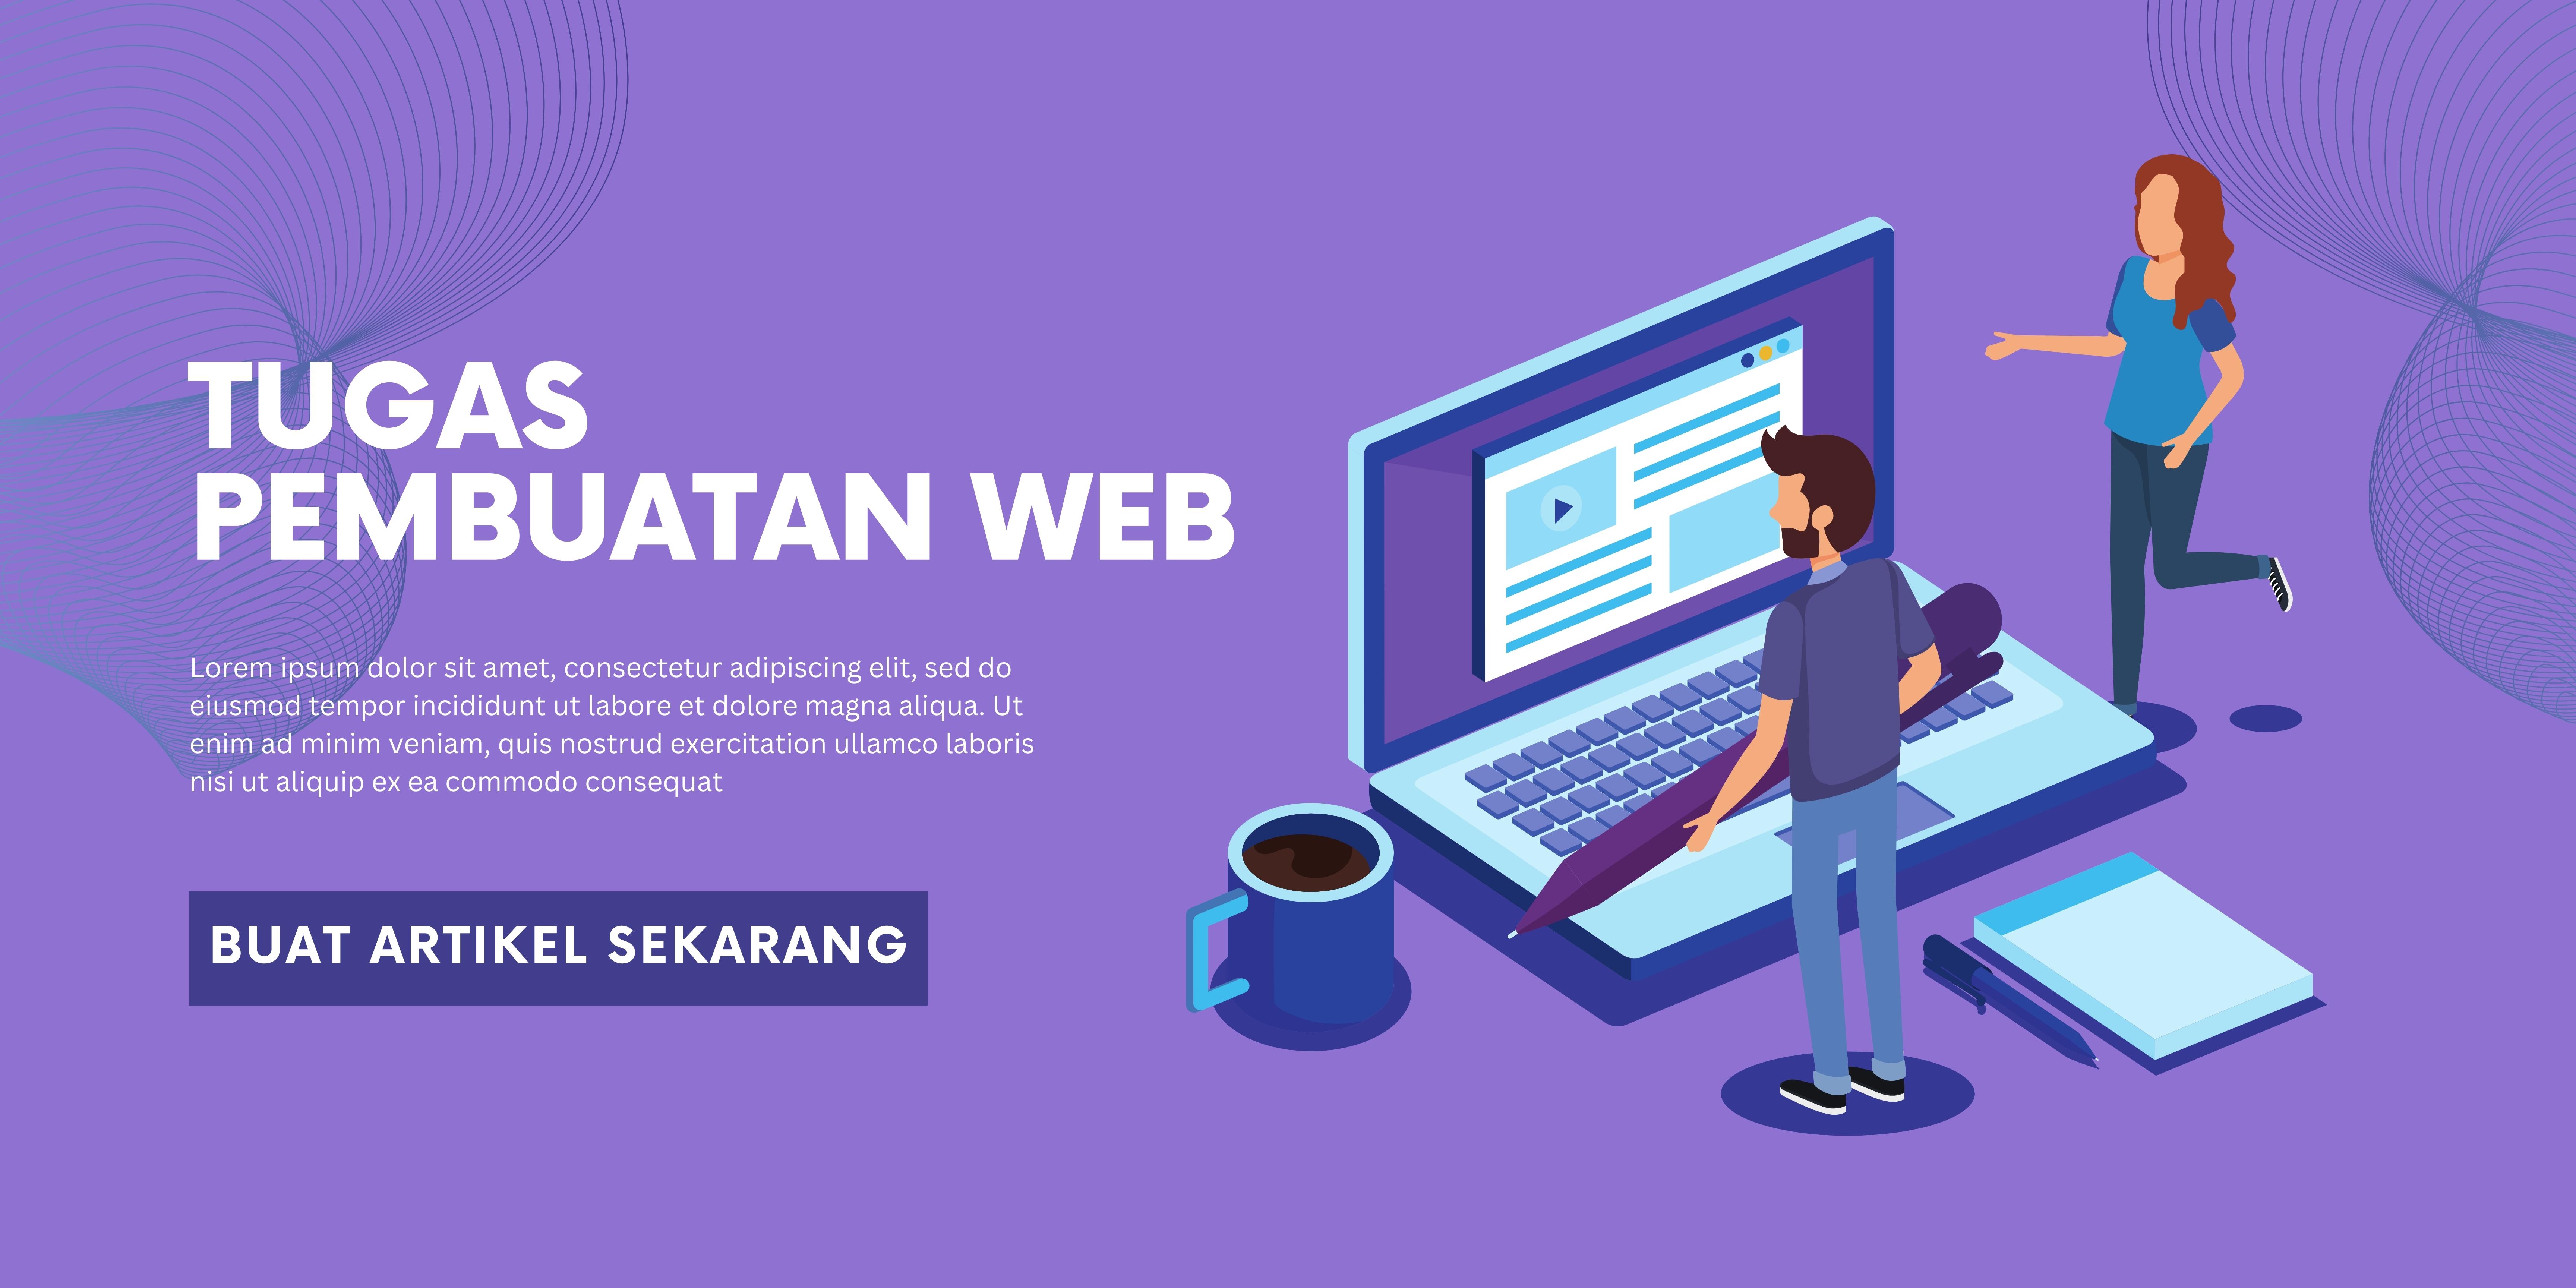 TUGAS
PEMBUATAN WEB
Lorem ipsum dolor sit amet, consectetur adipiscing elit, sed do
eiusmod tempor incididunt ut labore et dolore magna aliqua. Ut
enim ad minim veniam, quis nostrud exercitation ullamco laboris
nisi ut aliquip ex ea commodo consequat
BUAT ARTIKEL SEKARANG